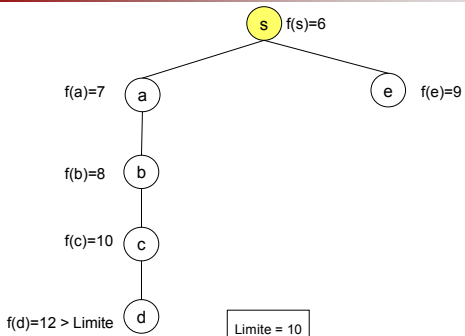 s f(s)=6
f(a)=7 a
e f(e)=9
f(b)=8 b
f(c)=10 c
f(d)=12 > Limite d
Limite = 10